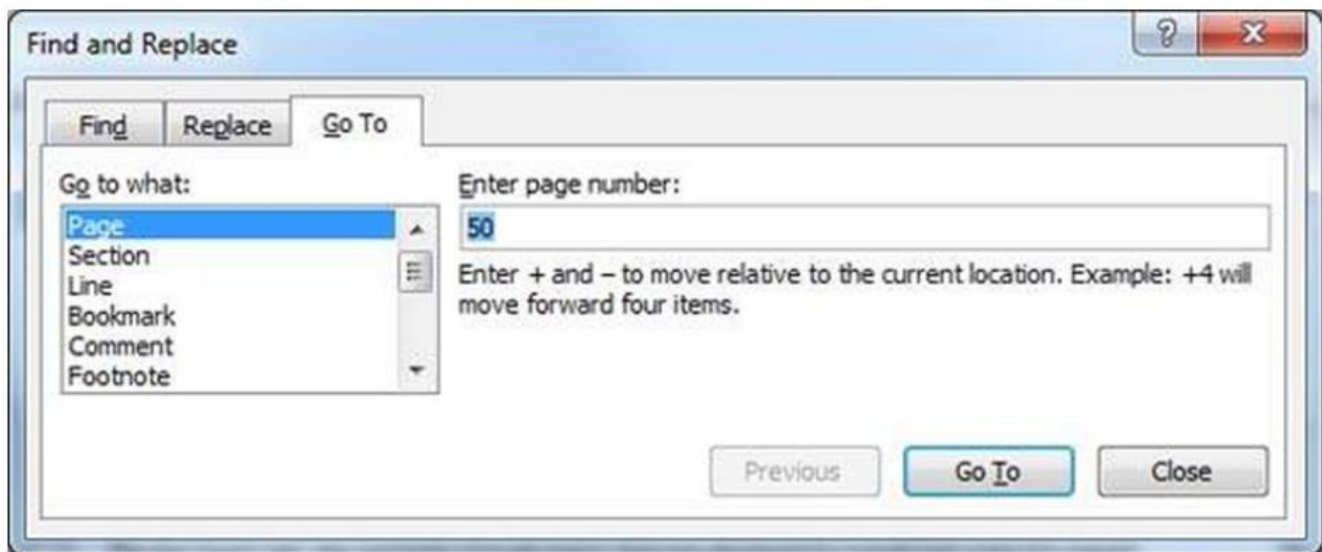 Find and Replace
Find
Replace
Go To
Go to what:
Page
Section
Line
Bookmark
Comment
Footnote
Enter page number:
50
Enter + and – to move relative to the current location. Example: +4 will
move forward four items.
Previous
Go To
Close